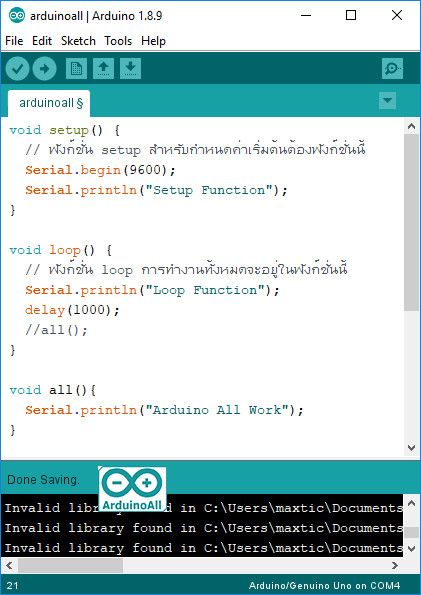 arduinoall | Arduino 1.8.9
File Edit Sketch Tools Help
arduinoall §
void setup() {
// ฟังก์ชั่น setup สำหรับกำหนดค่าเริ่มต้นต้องฟังก์ชั่นนี้
Serial.begin(9600);
Serial.println("Setup Function");
}
void loop() {
// ฟังก์ชั่น loop การทำงานทั้งหมดจะอยู่ในฟังก์ชั่นนี้
Serial.println("Loop Function");
delay(1000);
//all();
}
void all(){
Serial.println("Arduino All Work");
}
Done Saving.
ArduinoAll
Invalid library found in C:\Users\maxtic\Documents
Invalid library found in C:\Users\maxtic\Documents
Invalid library found in C:\Users\maxtic\Documents
21 Arduino/Genuino Uno on COM4